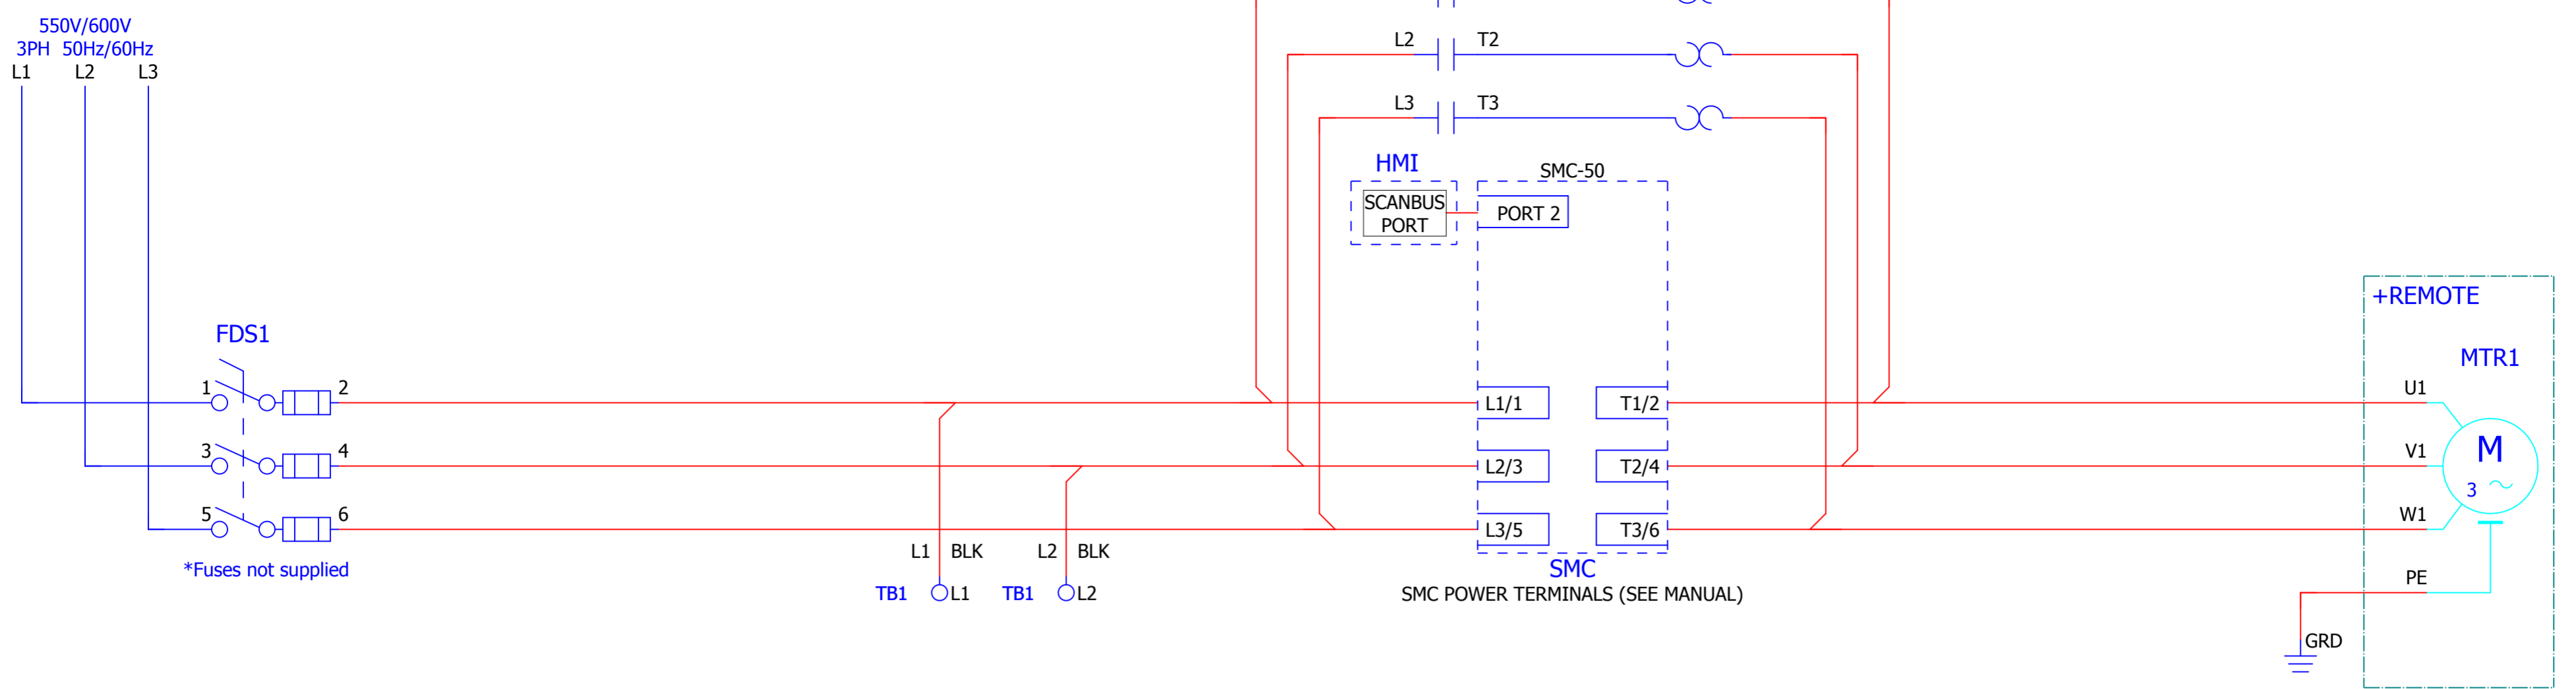 550V/600V
3PH 50Hz/60Hz
L1 L2 L3
L2 T2
L3 T3
HMI
SMC-50
SCANBUS
PORT
PORT 2
+REMOTE
FDS1
MTR1
1 2 L1/1 T1/2 U1
3 4 L2/3 T2/4 V1
M
3
5 6 L3/5 T3/6 W1
L1 BLK L2 BLK
*Fuses not supplied
SMC
PE
TB1 L1 TB1 L2
SMC POWER TERMINALS (SEE MANUAL)
GRD